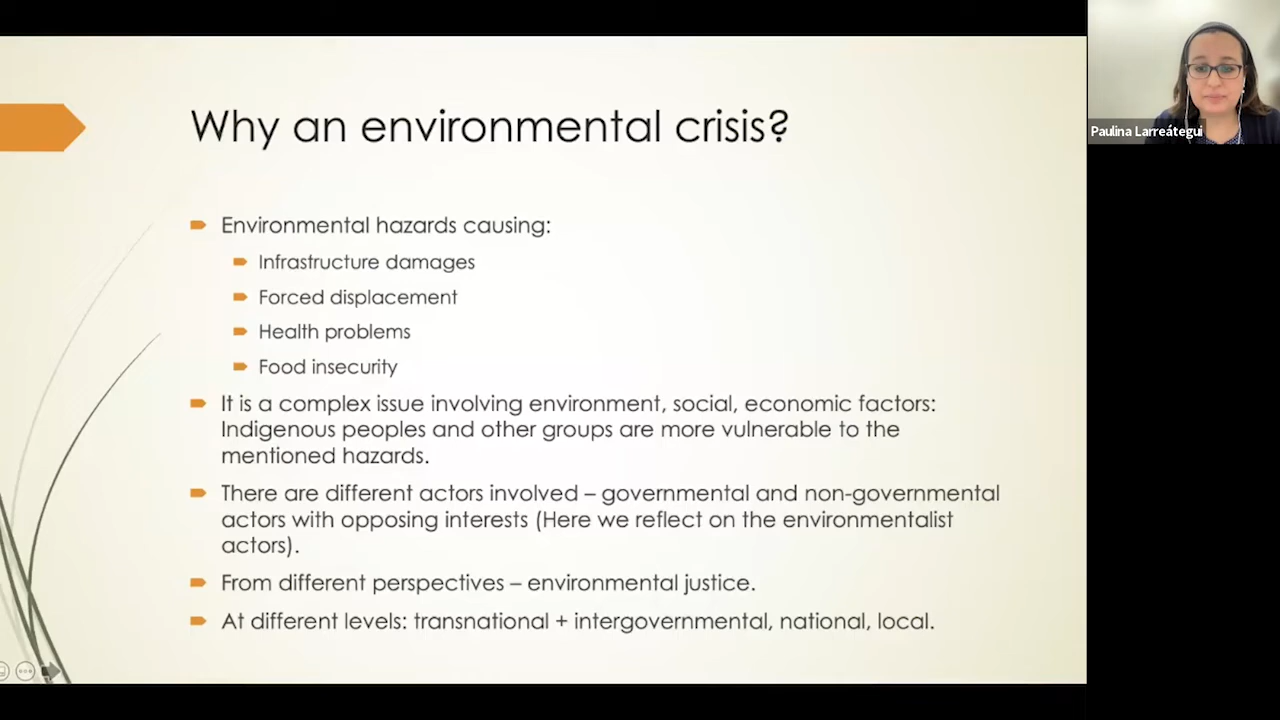 Why an environmental crisis?
Environmental hazards causing:
Infrastructure damages
Forced displacement
Health problems
Food insecurity
It is a complex issue involving environment, social, economic factors:
Indigenous peoples and other groups are more vulnerable to the
mentioned hazards.
There are different actors involved – governmental and non-governmental
actors with opposing interests (Here we reflect on the environmentalist
actors).
From different perspectives – environmental justice.
At different levels: transnational + intergovernmental, national, local.
Paulina Larreátegui